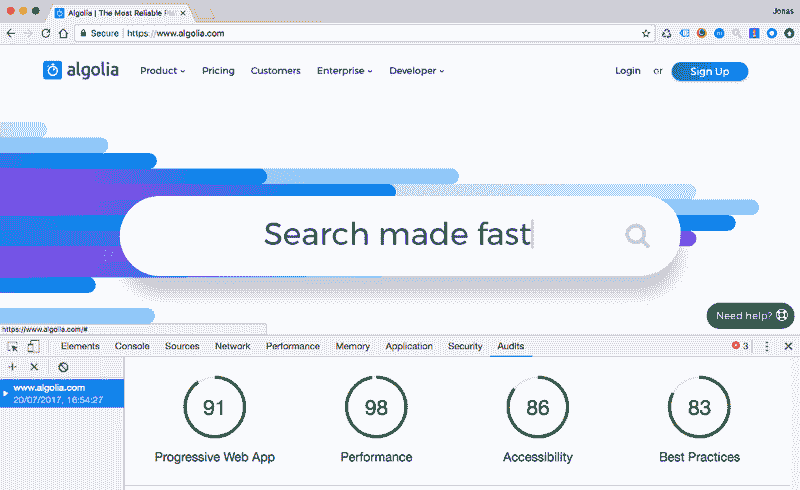 Algolia | The Most Reliable Pla
Jonas
Secure https://www.algolia.com
algolia Product Pricing Customers Enterprise Developer Login or Sign Up
Search made fast
Need help?
https://www.algolia.com/#
Elements Console Sources Network Performance Memory Application Security Audits 3
www.algolia.com
20/07/2017, 16:54:27
91 98 86 83
Progressive Web App Performance Accessibility Best Practices